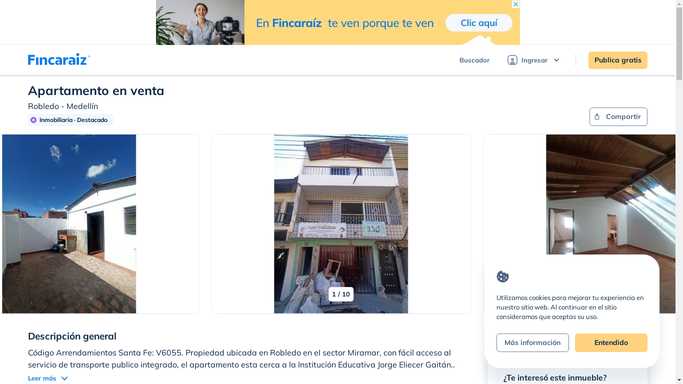 En Fincaraíz te ven porque te ven
Clic aquí
Fincaraiz
Buscador
Ingresar
Publica gratis
Apartamento en venta
Robledo - Medellín
Inmobiliaria - Destacado
Compartir
1 / 10
Utilizamos cookies para mejorar tu experiencia en
nuestro sitio web. Al continuar en el sitio
consideramos que aceptas su uso.
Más información
Entendido
Descripción general
Código Arrendamientos Santa Fe: V6055. Propiedad ubicada en Robledo en el sector Miramar, con fácil acceso al
servicio de transporte publico integrado, el apartamento esta cerca a la Institución Educativa Jorge Eliecer Gaitán..
Leer más
¿Te interesó este inmueble?